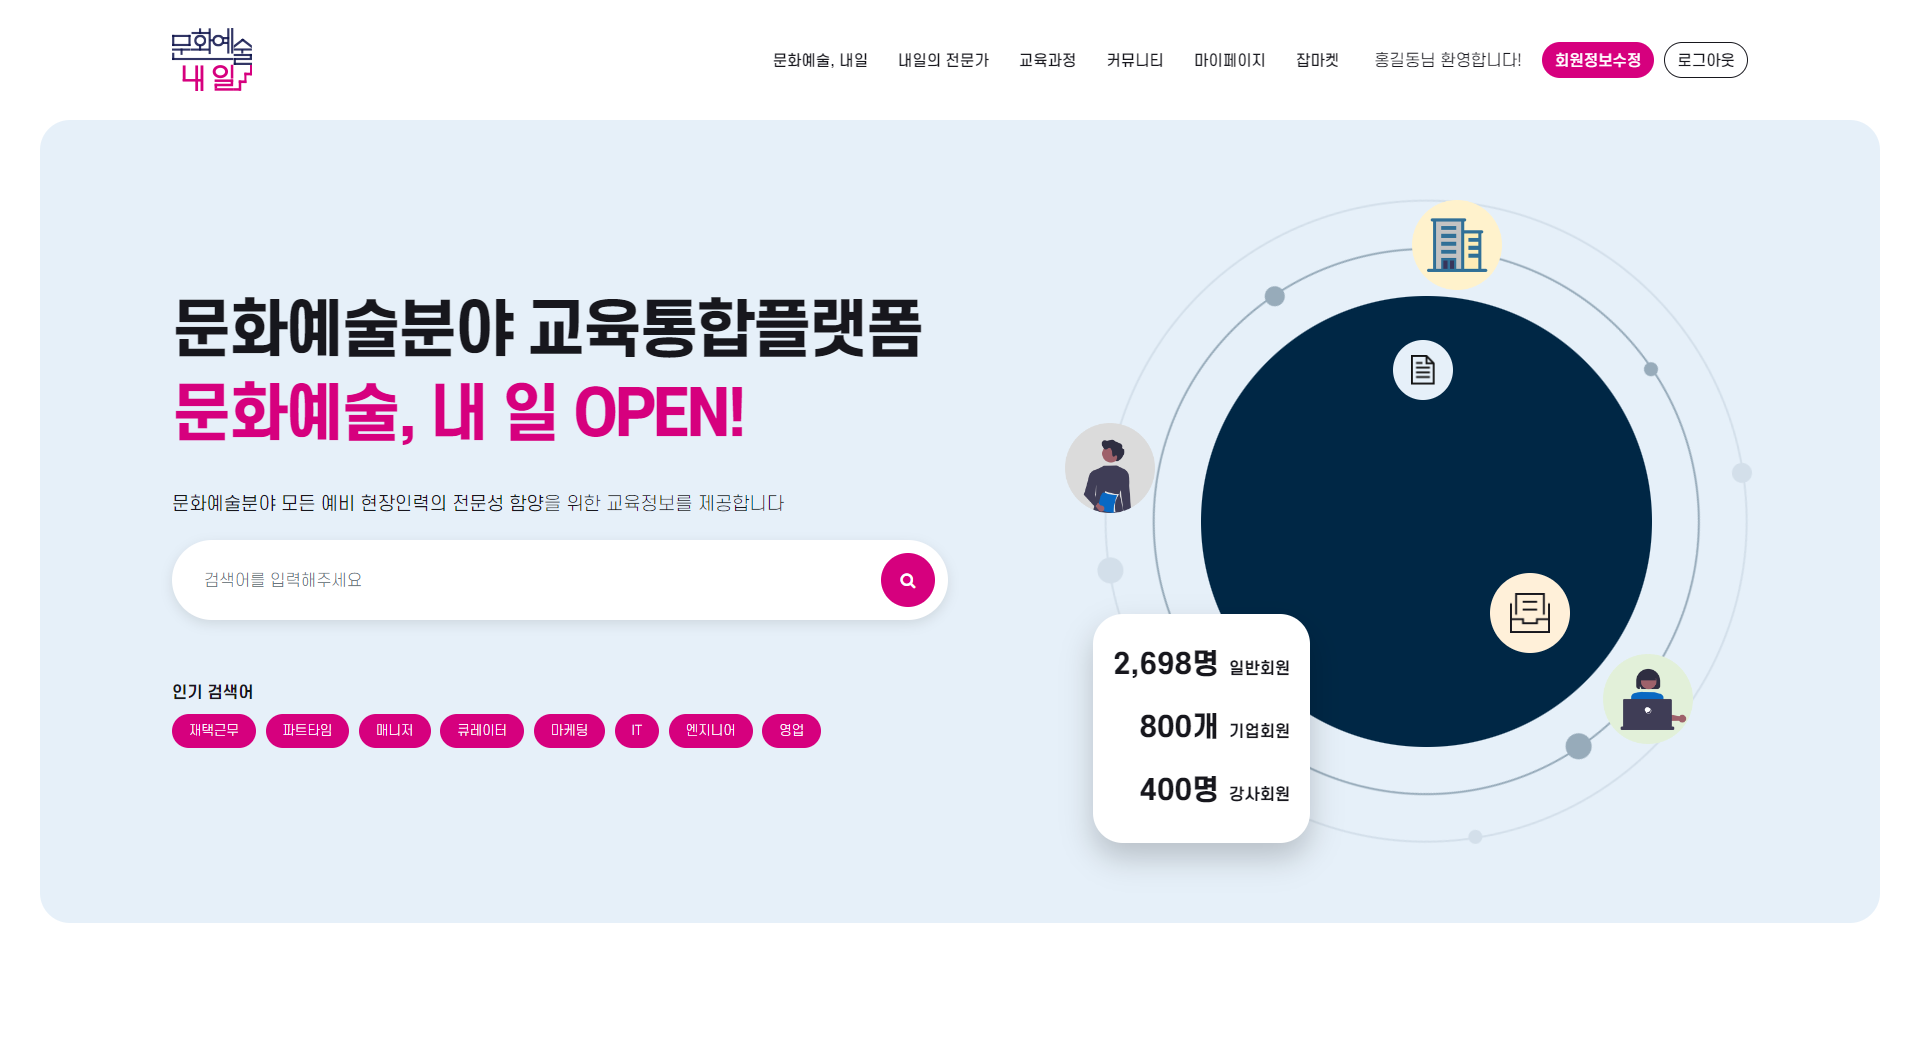 문화예술
내일
문화예술, 내일 내일의 전문가 교육과정 커뮤니티 마이페이지 잡마켓 홍길동님 환영합니다! 회원정보수정 로그아웃
문화예술분야 교육통합플랫폼
문화예술, 내 일 OPEN!
문화예술분야 모든 예비 현장인력의 전문성 함양을 위한 교육정보를 제공합니다
검색어를 입력해주세요
인기 검색어
재택근무 파트타임 매니저 큐레이터 마케팅 IT 엔지니어 영업
2,698명 일반회원
800개 기업회원
400명 강사회원